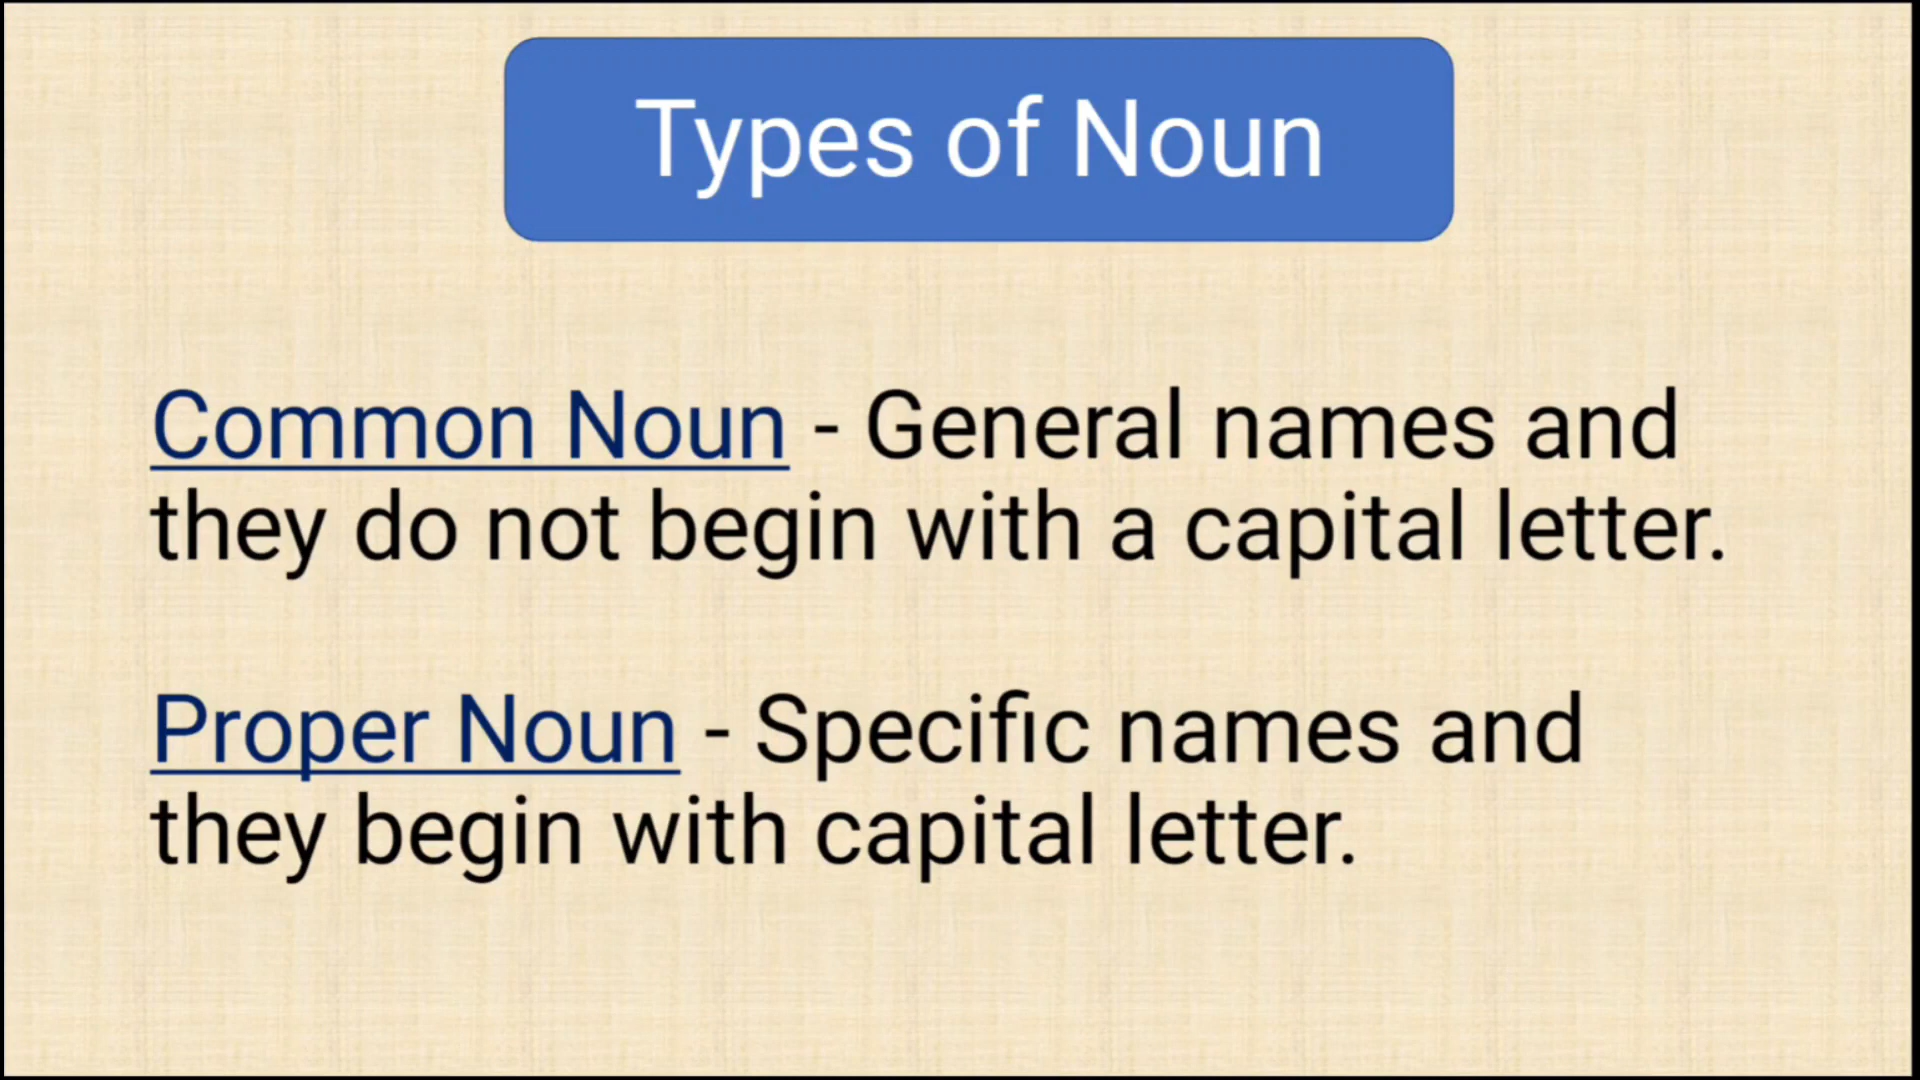 Types of Noun
Common Noun - General names and
they do not begin with a capital letter.
Proper Noun - Specific names and
they begin with capital letter.